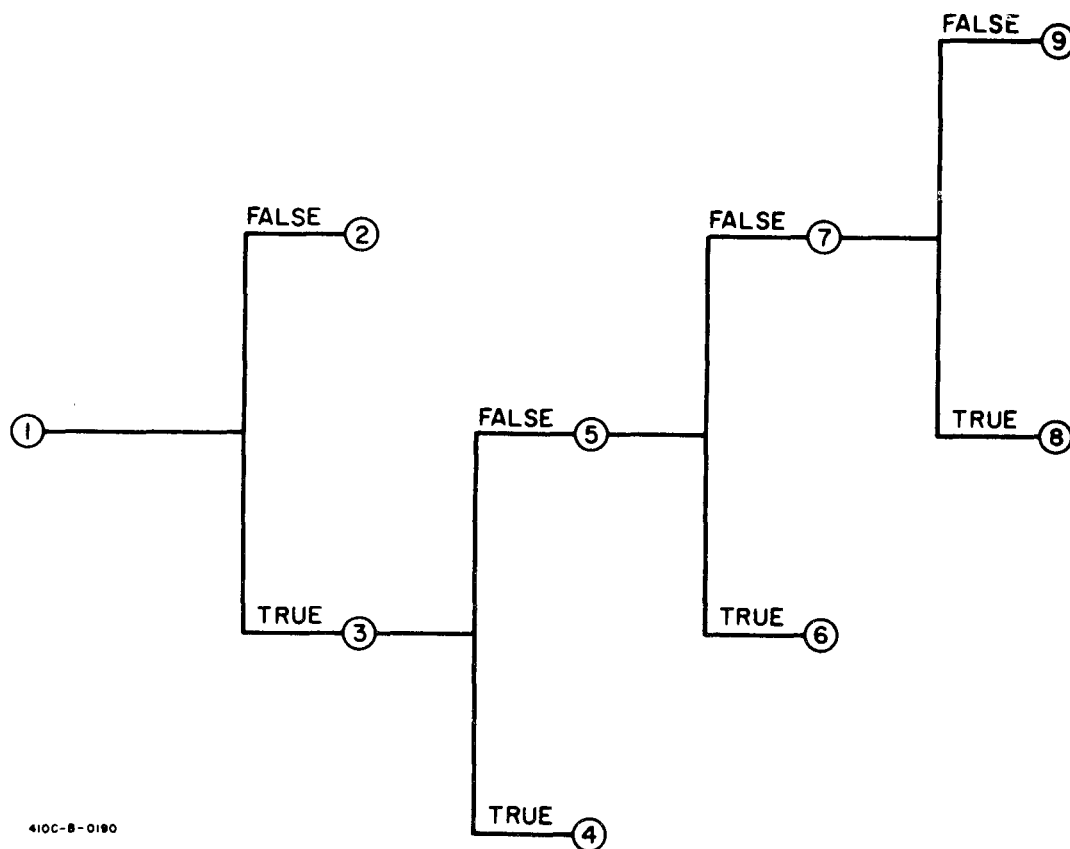 FALSE 9
FALSE 2
FALSE 7
1
FALSE 5
TRUE 8
TRUE 3
TRUE 6
TRUE 4
410C-B-0190